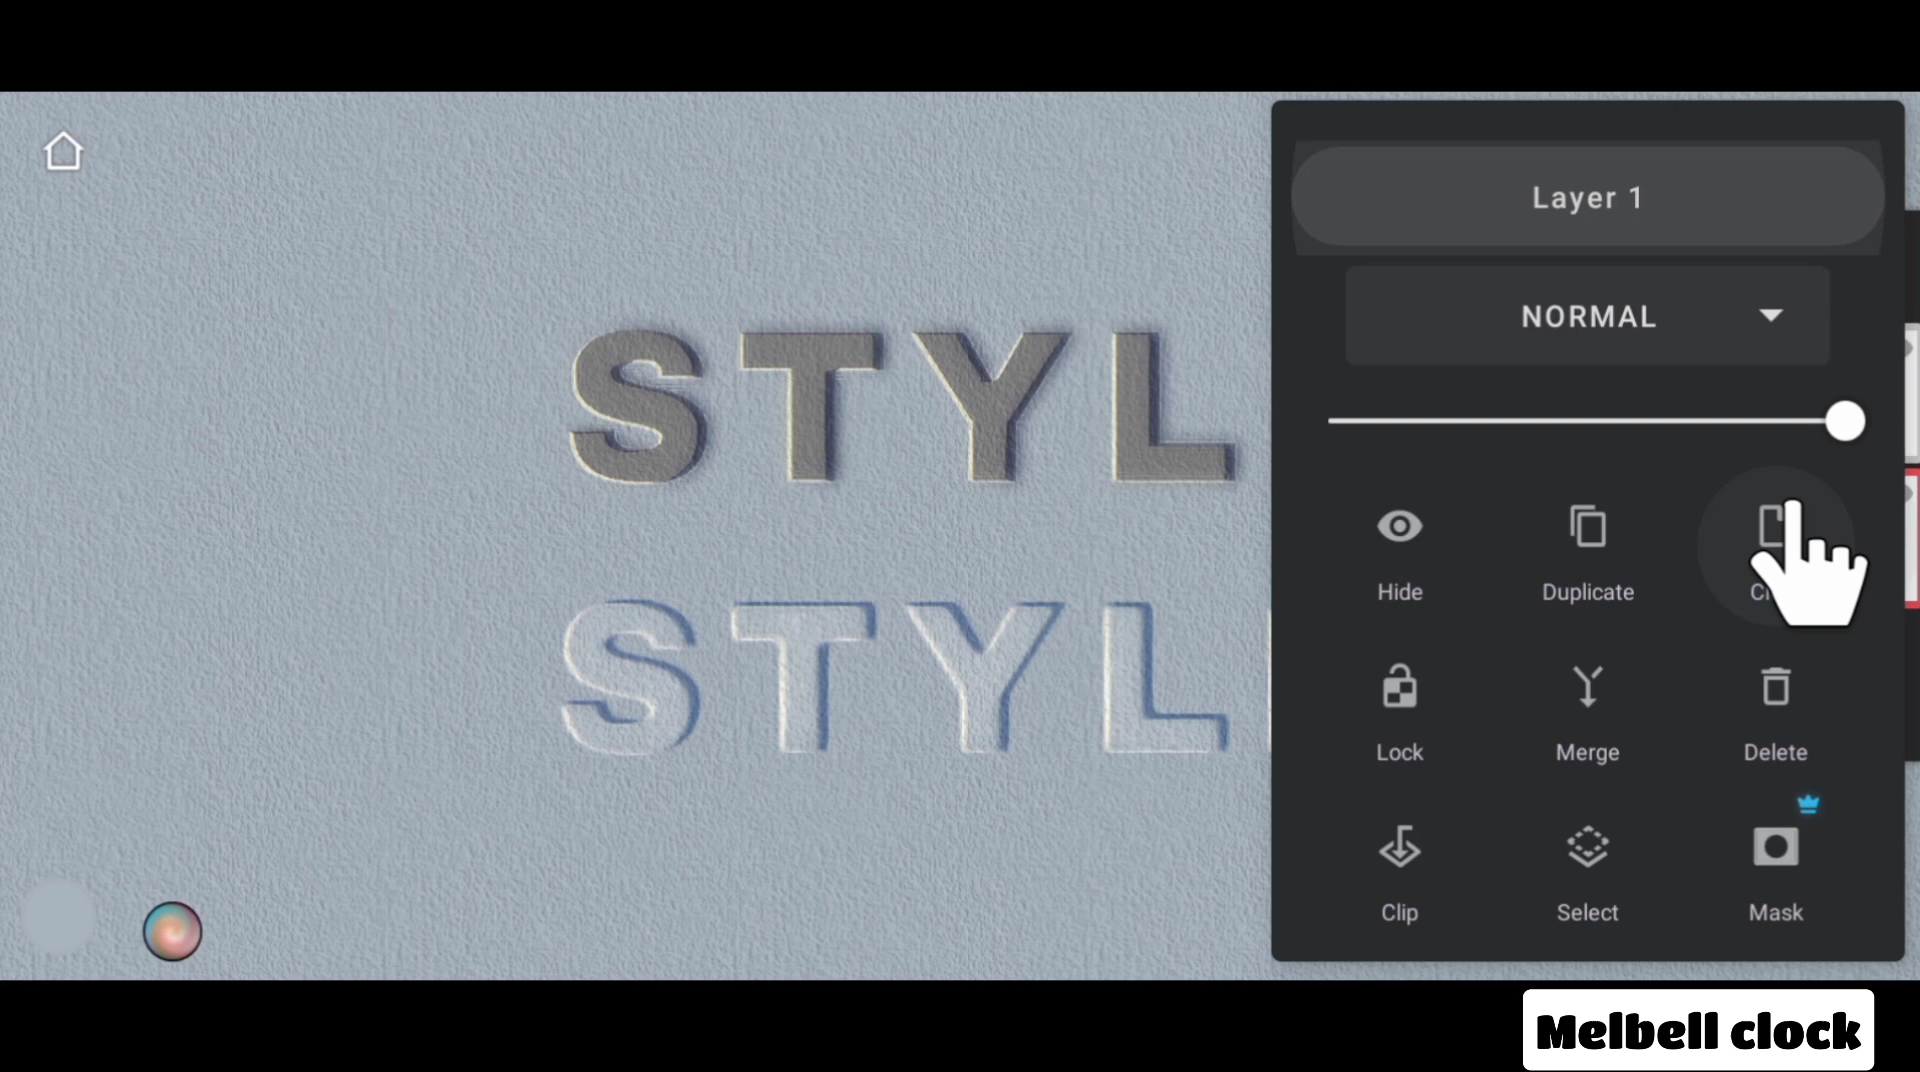 Layer 1
NORMAL
STYL
Hide
Duplicate
STYL
Lock
Merge
Delete
Clip
Select
Mask
Melbell clock